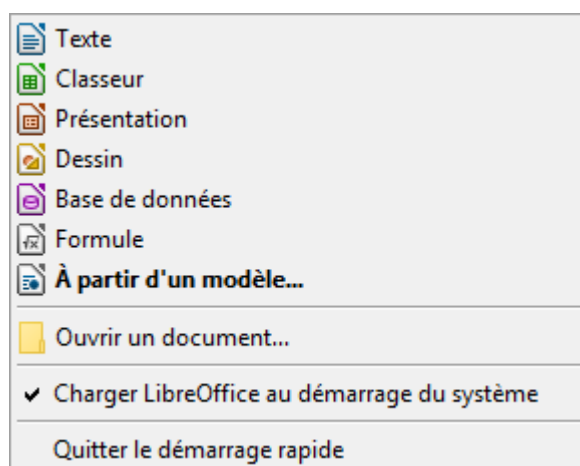 Texte
Classeur
Présentation
Dessin
Base de données
Formule
À partir d'un modèle...
Ouvrir un document...
Charger LibreOffice au démarrage du système
Quitter le démarrage rapide